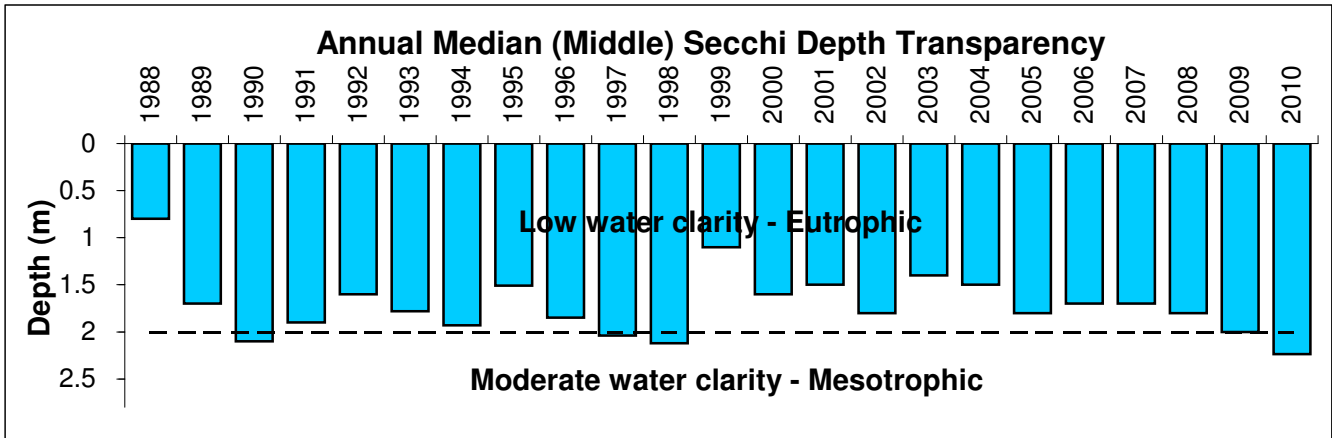 Annual Median (Middle) Secchi Depth Transparency
1988 1989 1990 1991 1992 1993 1994 1995 1996 1997 1998 1999 2000 2001 2002 2003 2004 2005 2006 2007 2008 2009 2010
Depth (m)
0
0.5
1
1.5
2
2.5
Low water clarity - Eutrophic
Moderate water clarity - Mesotrophic